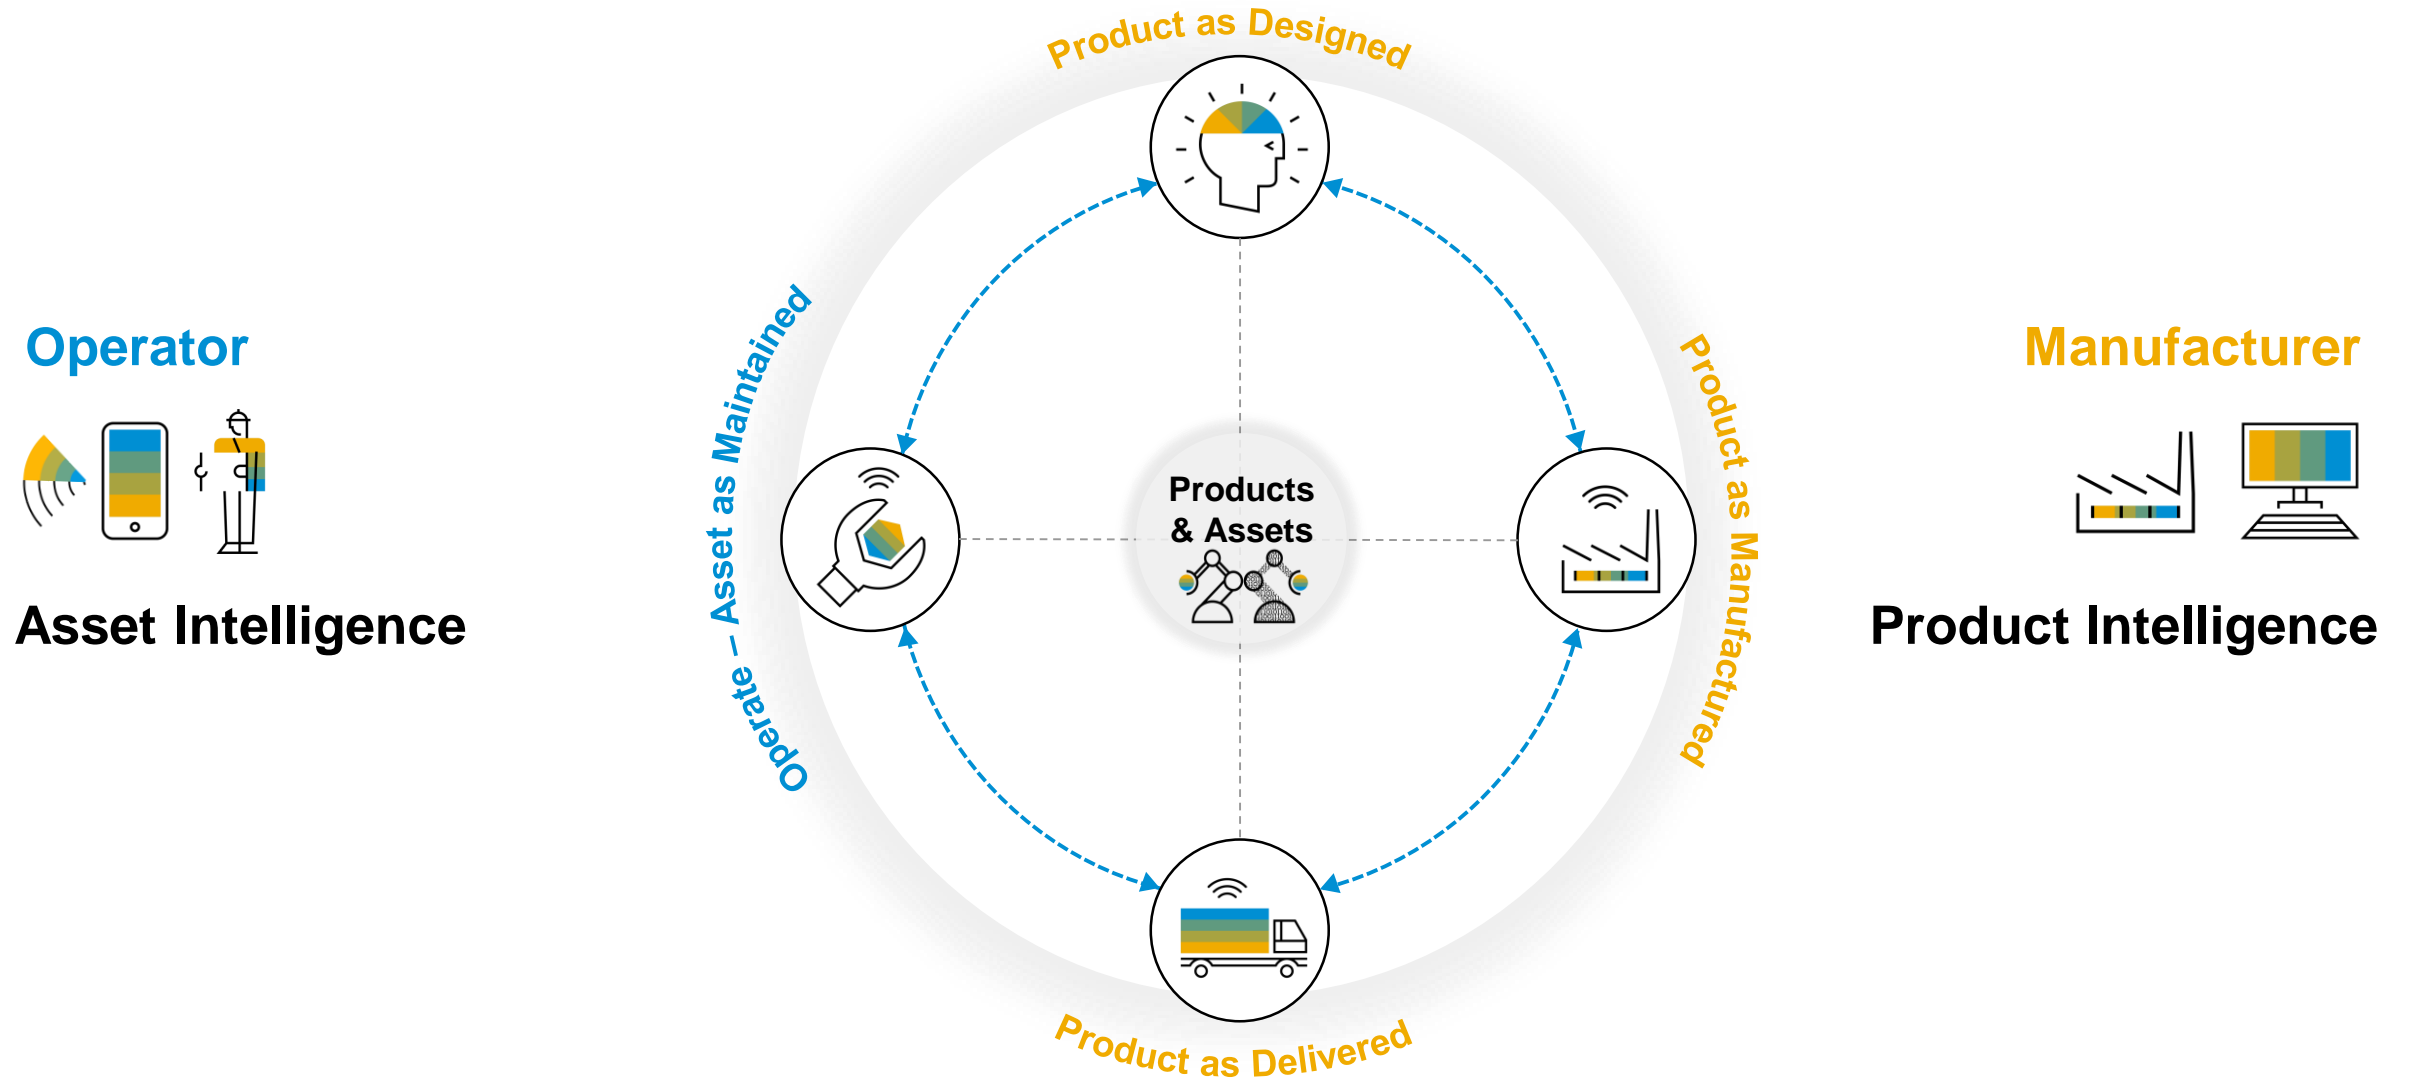 Product as Designed
Operator
Asset Intelligence
Operate – Asset as Maintained
Products
& Assets
Product as Manufactured
Manufacturer
Product Intelligence
Product as Delivered